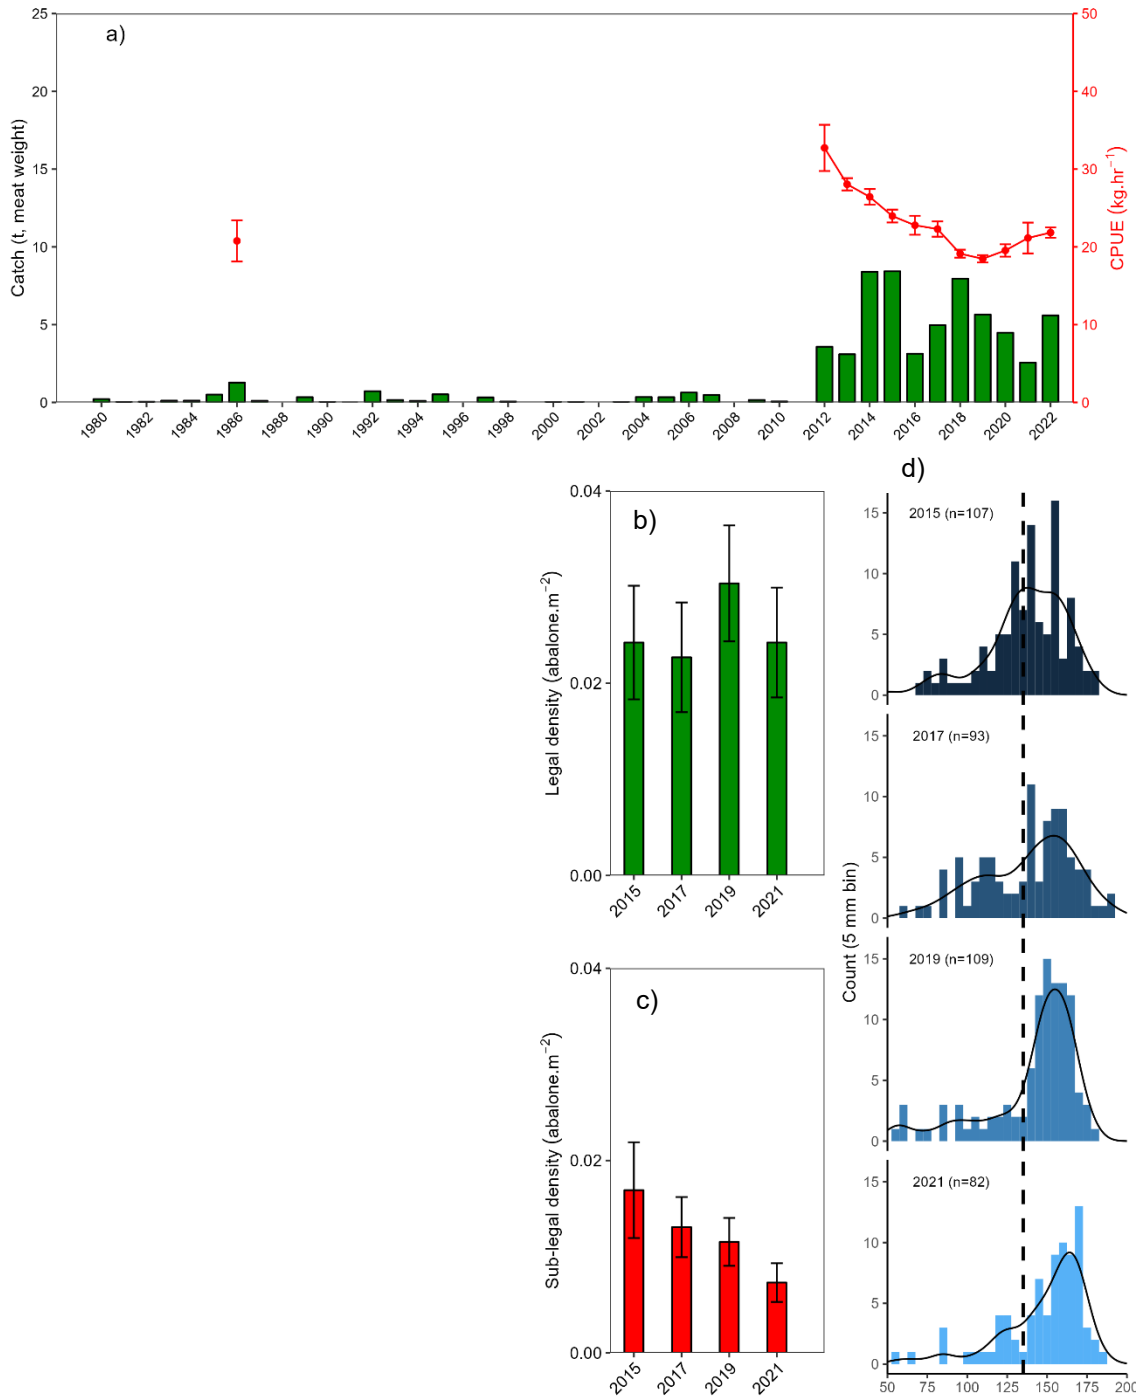 a)
Catch (t, meat weight)
25
20
15
10
5
0
CPUE (kg.hr⁻¹)
50
40
30
20
10
0
1980 1982 1984 1986 1988 1990 1992 1994 1996 1998 2000 2002 2004 2006 2008 2010 2012 2014 2016 2018 2020 2022
b)
Legal density (abalone.m⁻²)
0.04
0.02
0.00
2015 2017 2019 2021
c)
Sub-legal density (abalone.m⁻²)
0.04
0.02
0.00
2015 2017 2019 2021
d)
Count (5 mm bin)
2015 (n=107)
15
10
5
0
2017 (n=93)
15
10
5
0
2019 (n=109)
15
10
5
0
2021 (n=82)
15
10
5
0
50 75 100 125 150 175 200